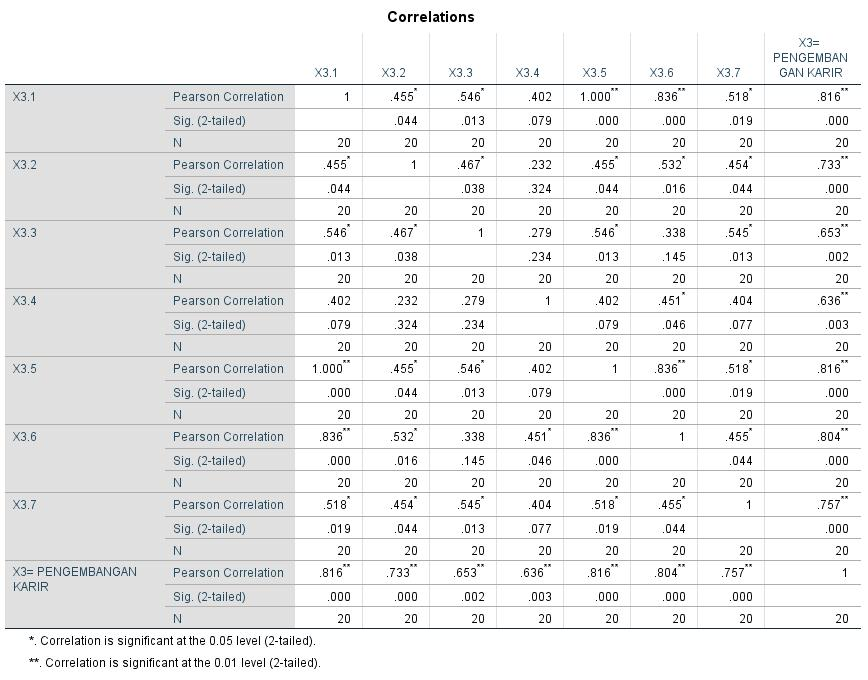 Correlations
X3.1 X3.2 X3.3 X3.4 X3.5 X3.6 X3.7 X3= PENGEMBAN GAN KARIR
X3.1 Pearson Correlation 1 .455* .546* .402 1.000** .836** .518* .816**
Sig. (2-tailed) .044 .013 .079 .000 .000 .019 .000
N 20 20 20 20 20 20 20 20
X3.2 Pearson Correlation .455* 1 .467* .232 .455* .532* .454* .733**
Sig. (2-tailed) .044 .038 .324 .044 .016 .044 .000
N 20 20 20 20 20 20 20 20
X3.3 Pearson Correlation .546* .467* 1 .279 .546* .338 .545* .653**
Sig. (2-tailed) .013 .038 .234 .013 .145 .013 .002
N 20 20 20 20 20 20 20 20
X3.4 Pearson Correlation .402 .232 .279 1 .402 .451* .404 .636**
Sig. (2-tailed) .079 .324 .234 .079 .046 .077 .003
N 20 20 20 20 20 20 20 20
X3.5 Pearson Correlation 1.000** .455* .546* .402 1 .836** .518* .816**
Sig. (2-tailed) .000 .044 .013 .079 .000 .019 .000
N 20 20 20 20 20 20 20 20
X3.6 Pearson Correlation .836** .532* .338 .451* .836** 1 .455* .804**
Sig. (2-tailed) .000 .016 .145 .046 .000 .044 .000
N 20 20 20 20 20 20 20 20
X3.7 Pearson Correlation .518* .454* .545* .404 .518* .455* 1 .757**
Sig. (2-tailed) .019 .044 .013 .077 .019 .044 .000
N 20 20 20 20 20 20 20 20
X3= PENGEMBANGAN KARIR Pearson Correlation .816** .733** .653** .636** .816** .804** .757** 1
Sig. (2-tailed) .000 .000 .002 .003 .000 .000 .000
N 20 20 20 20 20 20 20 20
*. Correlation is significant at the 0.05 level (2-tailed).
**. Correlation is significant at the 0.01 level (2-tailed).